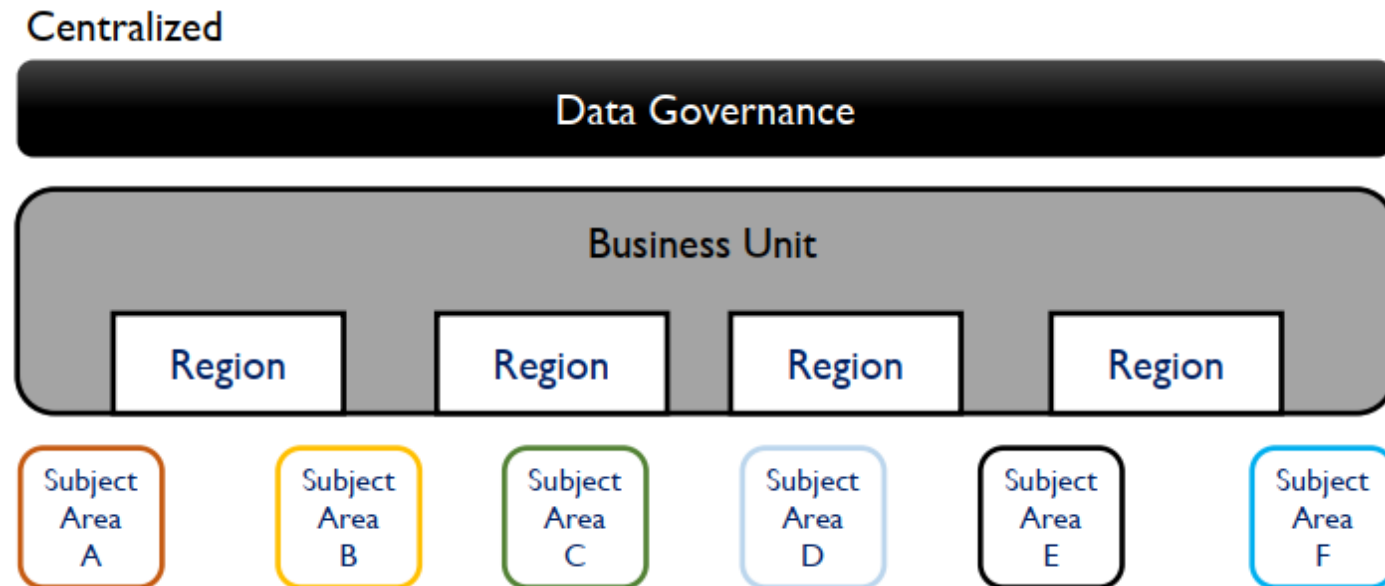 Centralized
Data Governance
Business Unit
Region
Region
Region
Region
Subject
Area
A
Subject
Area
B
Subject
Area
C
Subject
Area
D
Subject
Area
E
Subject
Area
F